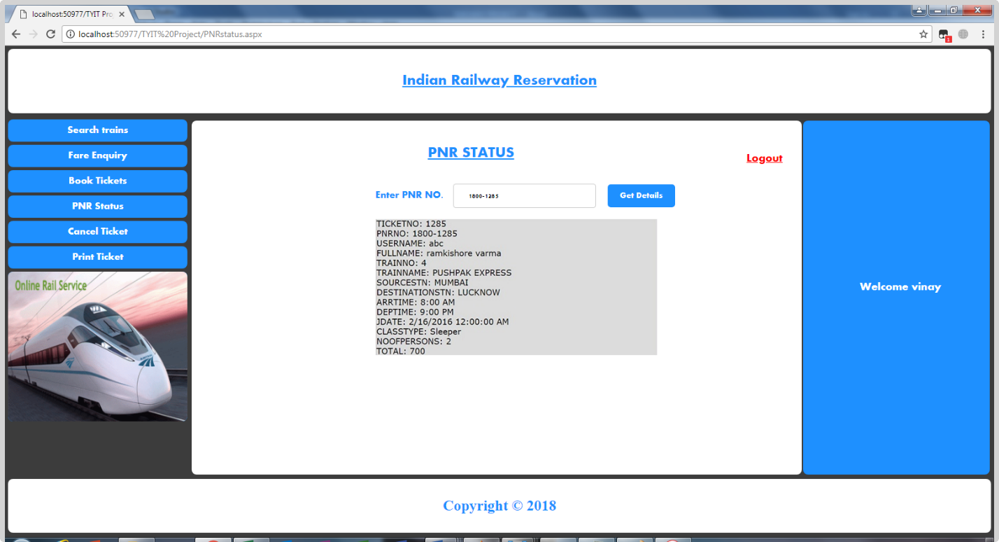 localhost:50977/TYIT Pro
localhost:50977/TYIT%20Project/PNRstatus.aspx
1
Indian Railway Reservation
Search trains
Fare Enquiry
Book Tickets
PNR Status
Cancel Ticket
Print Ticket
Online Rail Service
PNR STATUS
Logout
Enter PNR NO. 1800-1285 Get Details
TICKETNO: 1285
PNRNO: 1800-1285
USERNAME: abc
FULLNAME: ramkishore varma
TRAINNO: 4
TRAINNAME: PUSHPAK EXPRESS
SOURCESTN: MUMBAI
DESTINATIONSTN: LUCKNOW
ARRTIME: 8:00 AM
DEPTIME: 9:00 PM
JDATE: 2/16/2016 12:00:00 AM
CLASSTYPE: Sleeper
NOOFPERSONS: 2
TOTAL: 700
Welcome vinay
Copyright © 2018